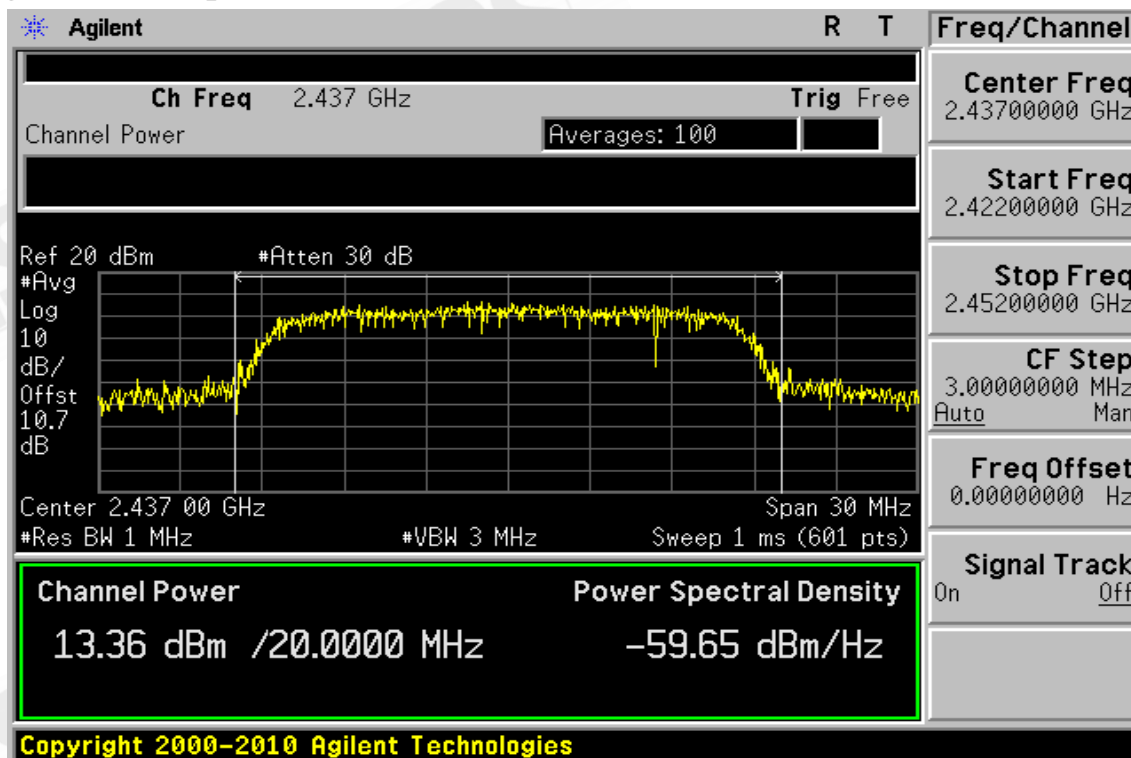 Agilent R T
Ch Freq 2.437 GHz Trig Free
Channel Power Averages: 100
Ref 20 dBm #Atten 30 dB
#Avg
Log
10
dB/
Offst
10.7
dB
Center 2.437 00 GHz Span 30 MHz
#Res BW 1 MHz #VBW 3 MHz Sweep 1 ms (601 pts)
Channel Power Power Spectral Density
13.36 dBm /20.0000 MHz -59.65 dBm/Hz
Copyright 2000-2010 Agilent Technologies
Freq/Channel
Center Freq
2.43700000 GHz
Start Freq
2.42200000 GHz
Stop Freq
2.45200000 GHz
CF Step
3.00000000 MHz
Auto Man
Freq Offset
0.00000000 Hz
Signal Track
On Off